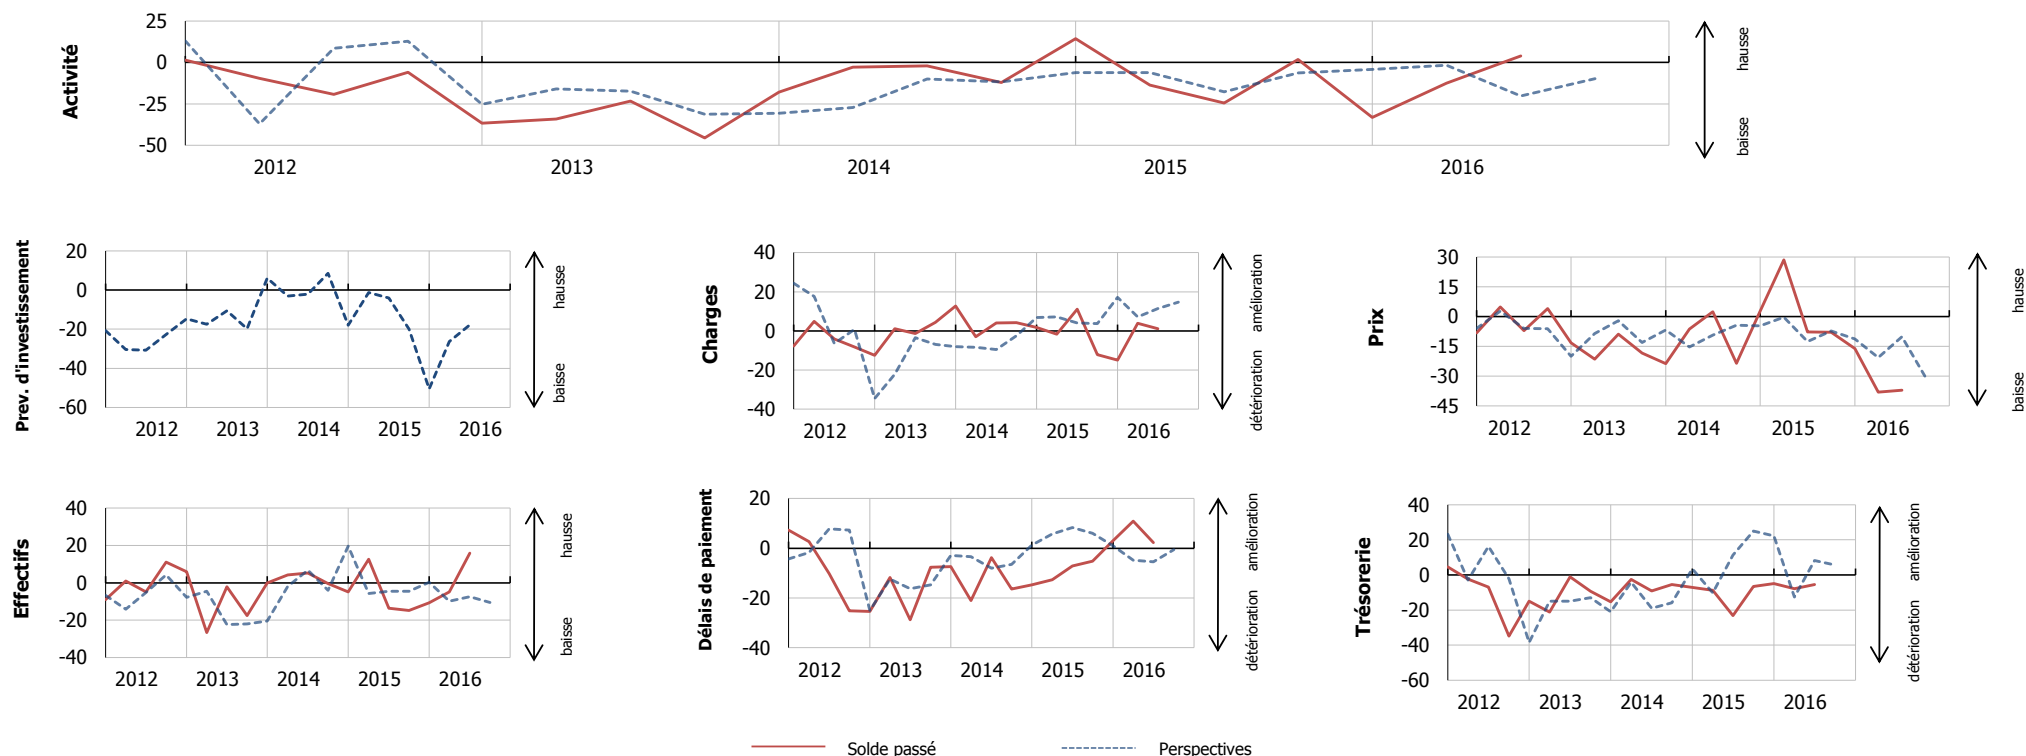 Activité
25
0
-25
-50
2012 2013 2014 2015 2016
hausse
baisse
Prev. d'investissement
20
0
-20
-40
-60
2012 2013 2014 2015 2016
hausse
baisse
Charges
40
20
0
-20
-40
2012 2013 2014 2015 2016
amélioration
détérioration
Prix
30
15
0
-15
-30
-45
2012 2013 2014 2015 2016
hausse
baisse
Effectifs
40
20
0
-20
-40
2012 2013 2014 2015 2016
hausse
baisse
Délais de paiement
20
0
-20
-40
2012 2013 2014 2015 2016
amélioration
détérioration
Trésorerie
40
20
0
-20
-40
-60
2012 2013 2014 2015 2016
amélioration
détérioration
Solde passé Perspectives